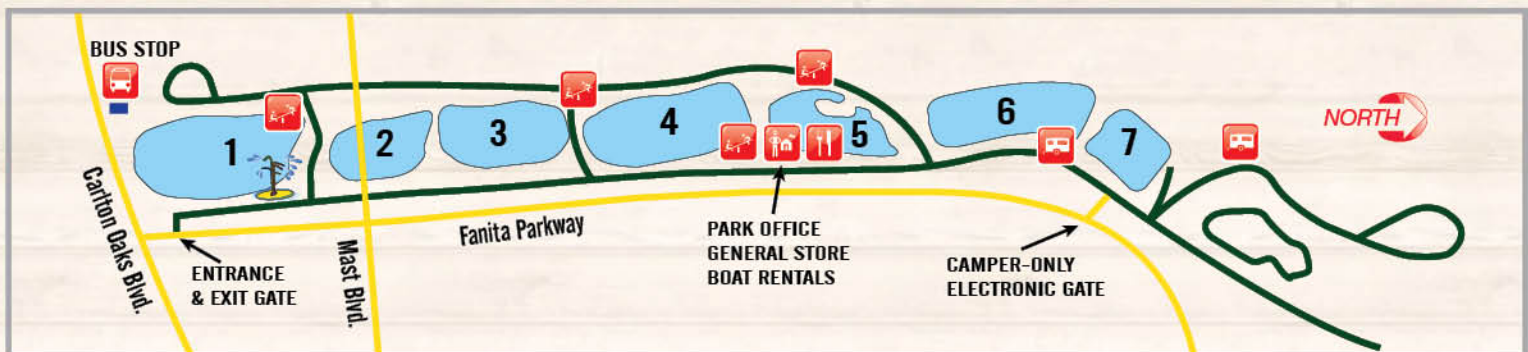 BUS STOP
1
2
3
4
5
6
7
NORTH
Carlton Oaks Blvd.
Mast Blvd.
Fanita Parkway
ENTRANCE
& EXIT GATE
PARK OFFICE
GENERAL STORE
BOAT RENTALS
CAMPER-ONLY
ELECTRONIC GATE